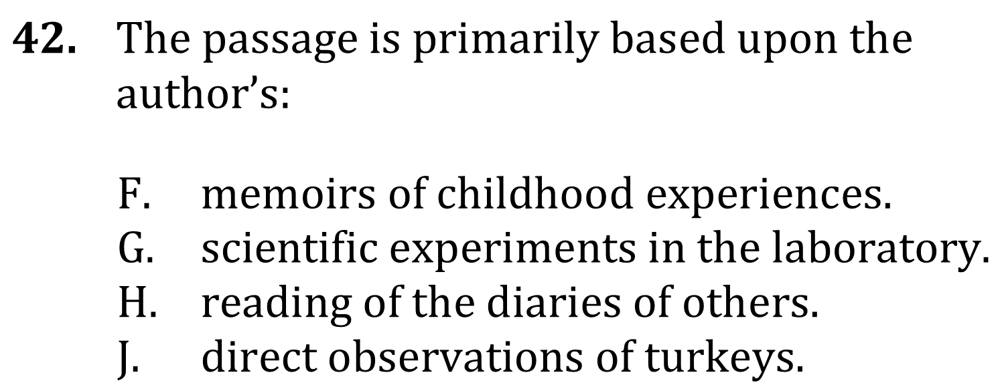 42. The passage is primarily based upon the
author’s:
F. memoirs of childhood experiences.
G. scientific experiments in the laboratory.
H. reading of the diaries of others.
J. direct observations of turkeys.